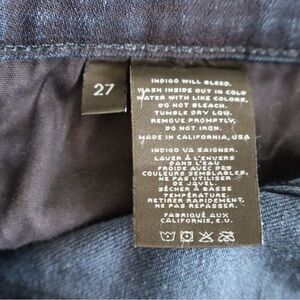 27
INDIGO WILL BLEED.
WASH INSIDE OUT IN COLD
WATER WITH LIKE COLORS,
DO NOT BLEACH.
TUMBLE DRY LOW.
REMOVE PROMPTLY,
DO NOT IRON.
MADE IN CALIFORNIA, USA
INDIGO VA SAIGNER.
LAVER À L'ENVERS
DANS L'EAU
FROIDE AVEC DES
COULEURS SEMBLABLES.
NE PAS UTILISER
DE JAVEL.
SÉCHER À BASSE
TEMPÉRATURE.
RETIRER RAPIDEMENT,
NE PAS REPASSER.
FABRIQUÉ AUX
CALIFORNIA, E.U.